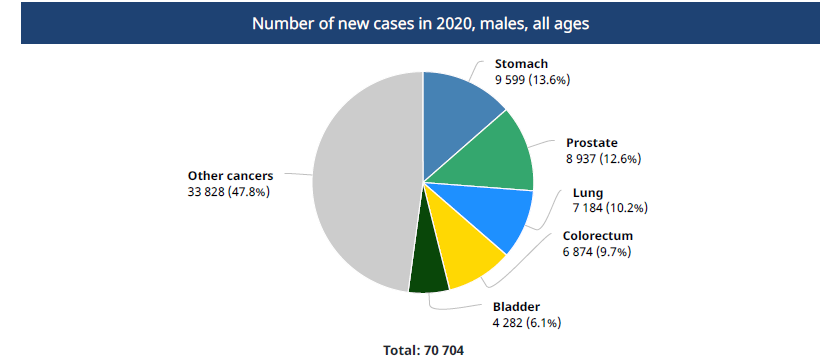 Number of new cases in 2020, males, all ages
Stomach
9 599 (13.6%)
Prostate
8 937 (12.6%)
Lung
7 184 (10.2%)
Colorectum
6 874 (9.7%)
Bladder
4 282 (6.1%)
Other cancers
33 828 (47.8%)
Total: 70 704